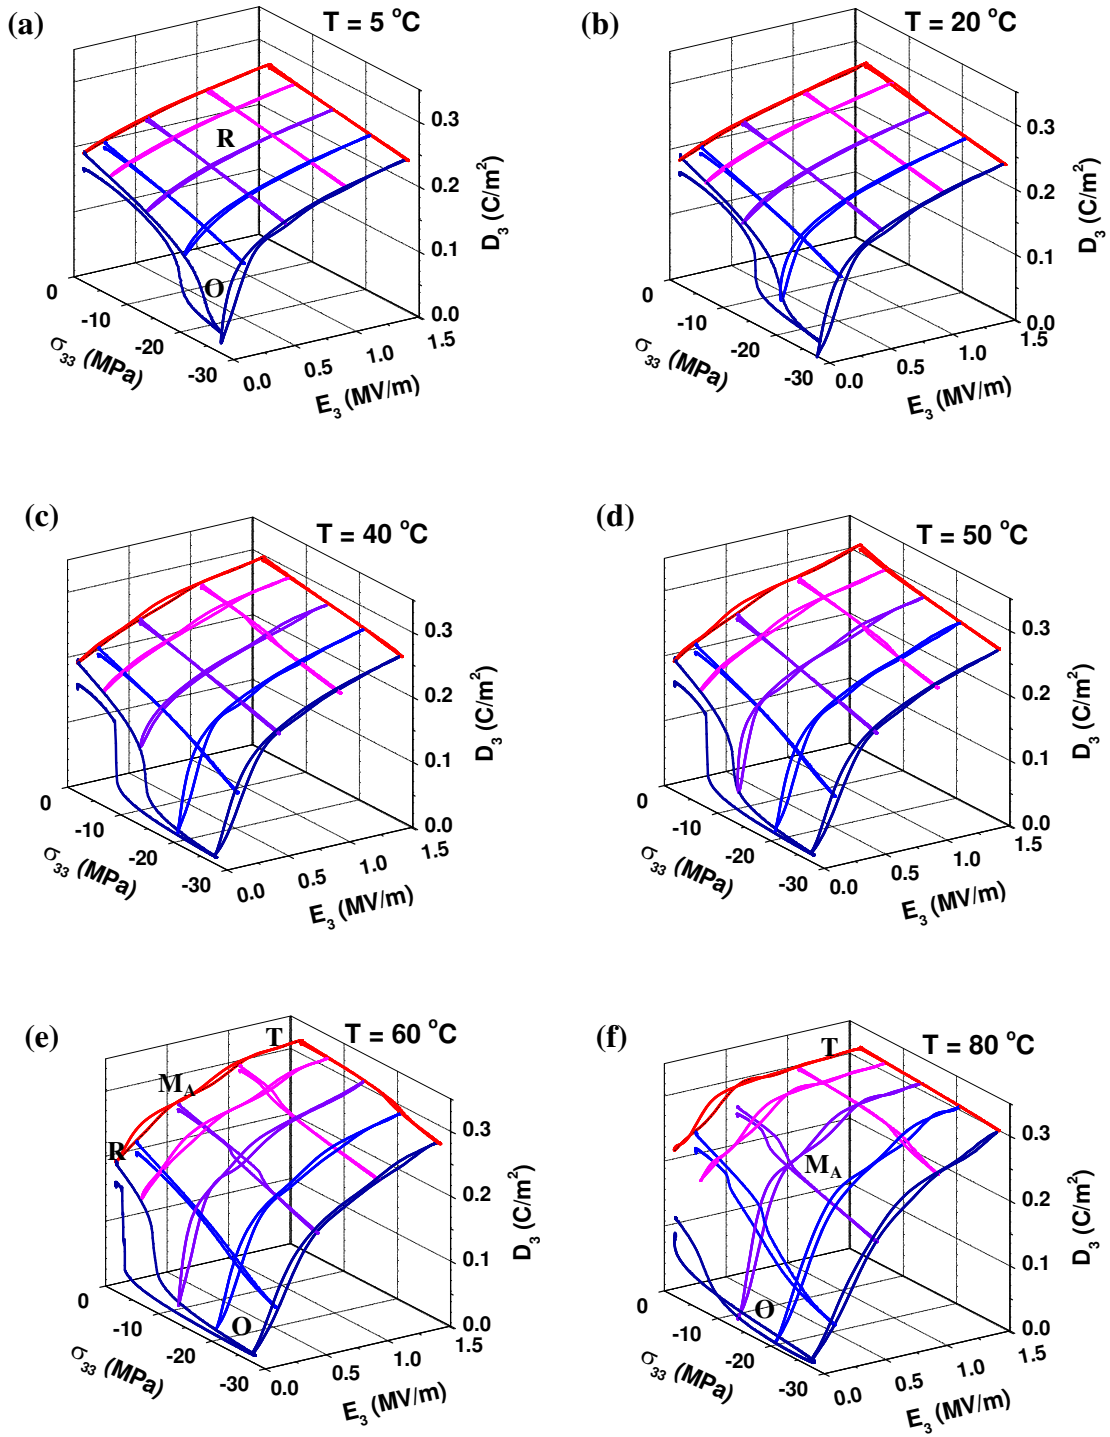 (a)
T = 5 °C
R
O
0.3
0.2
0.1
0.0
D₃ (C/m²)
0
-10
-20
-30
σ₃₃ (MPa)
0.0
0.5
1.0
1.5
E₃ (MV/m)
(b)
T = 20 °C
0.3
0.2
0.1
0.0
D₃ (C/m²)
0
-10
-20
-30
σ₃₃ (MPa)
0.0
0.5
1.0
1.5
E₃ (MV/m)
(c)
T = 40 °C
0.3
0.2
0.1
0.0
D₃ (C/m²)
0
-10
-20
-30
σ₃₃ (MPa)
0.0
0.5
1.0
1.5
E₃ (MV/m)
(d)
T = 50 °C
0.3
0.2
0.1
0.0
D₃ (C/m²)
0
-10
-20
-30
σ₃₃ (MPa)
0.0
0.5
1.0
1.5
E₃ (MV/m)
(e)
T = 60 °C
T
M_A
R
O
0.3
0.2
0.1
0.0
D₃ (C/m²)
0
-10
-20
-30
σ₃₃ (MPa)
0.0
0.5
1.0
1.5
E₃ (MV/m)
(f)
T = 80 °C
T
M_A
O
0.3
0.2
0.1
0.0
D₃ (C/m²)
0
-10
-20
-30
σ₃₃ (MPa)
0.0
0.5
1.0
1.5
E₃ (MV/m)